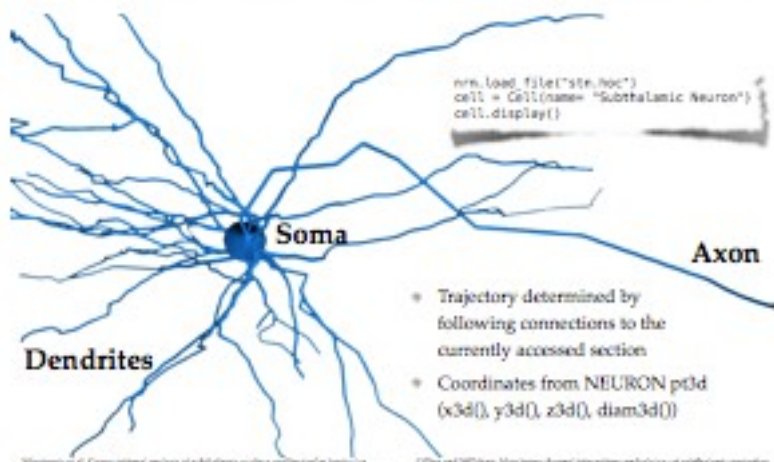 nrn.load_file("stn.hoc")
cell = Cell(name= "Subthalamic Neuron")
cell.display()
Soma
Axon
Dendrites
Trajectory determined by
following connections to the
currently accessed section
Coordinates from NEURON pt3d
(x3d(), y3d(), z3d(), diam3d())